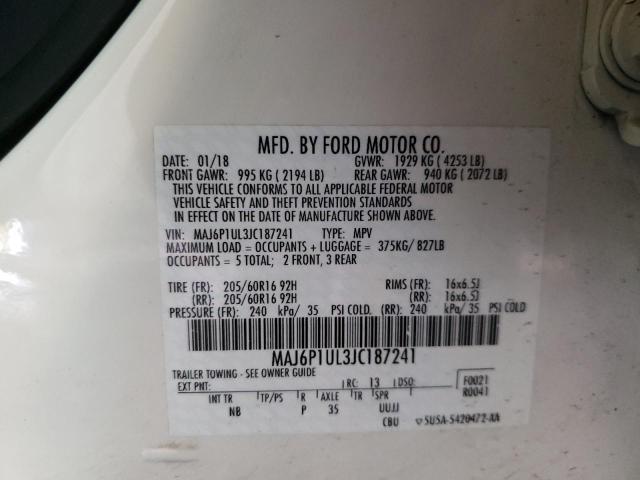 MFD. BY FORD MOTOR CO.
DATE: 01/18 GVWR: 1929 KG ( 4253 LB)
FRONT GAWR: 995 KG ( 2194 LB) REAR GAWR: 940 KG ( 2072 LB)
THIS VEHICLE CONFORMS TO ALL APPLICABLE FEDERAL MOTOR
VEHICLE SAFETY AND THEFT PREVENTION STANDARDS
IN EFFECT ON THE DATE OF MANUFACTURE SHOWN ABOVE.
VIN: MAJ6P1UL3JC187241 TYPE: MPV
MAXIMUM LOAD = OCCUPANTS + LUGGAGE = 375KG/ 827LB
OCCUPANTS = 5 TOTAL; 2 FRONT, 3 REAR
TIRE (FR): 205/60R16 92H RIMS (FR): 16x6.5J
(RR): 205/60R16 92H (RR): 16x6.5J
PRESSURE (FR): 240 kPa/ 35 PSI COLD (RR): 240 kPa/ 35 PSI COLD
MAJ6P1UL3JC187241
TRAILER TOWING - SEE OWNER GUIDE
EXT PNT: RC: 13 DSO: F0021
R0041
INT TR TP/PS R AXLE TR SPR
NB P 35 UUJJ
CBU ▽ 5U5A-5420472-AA